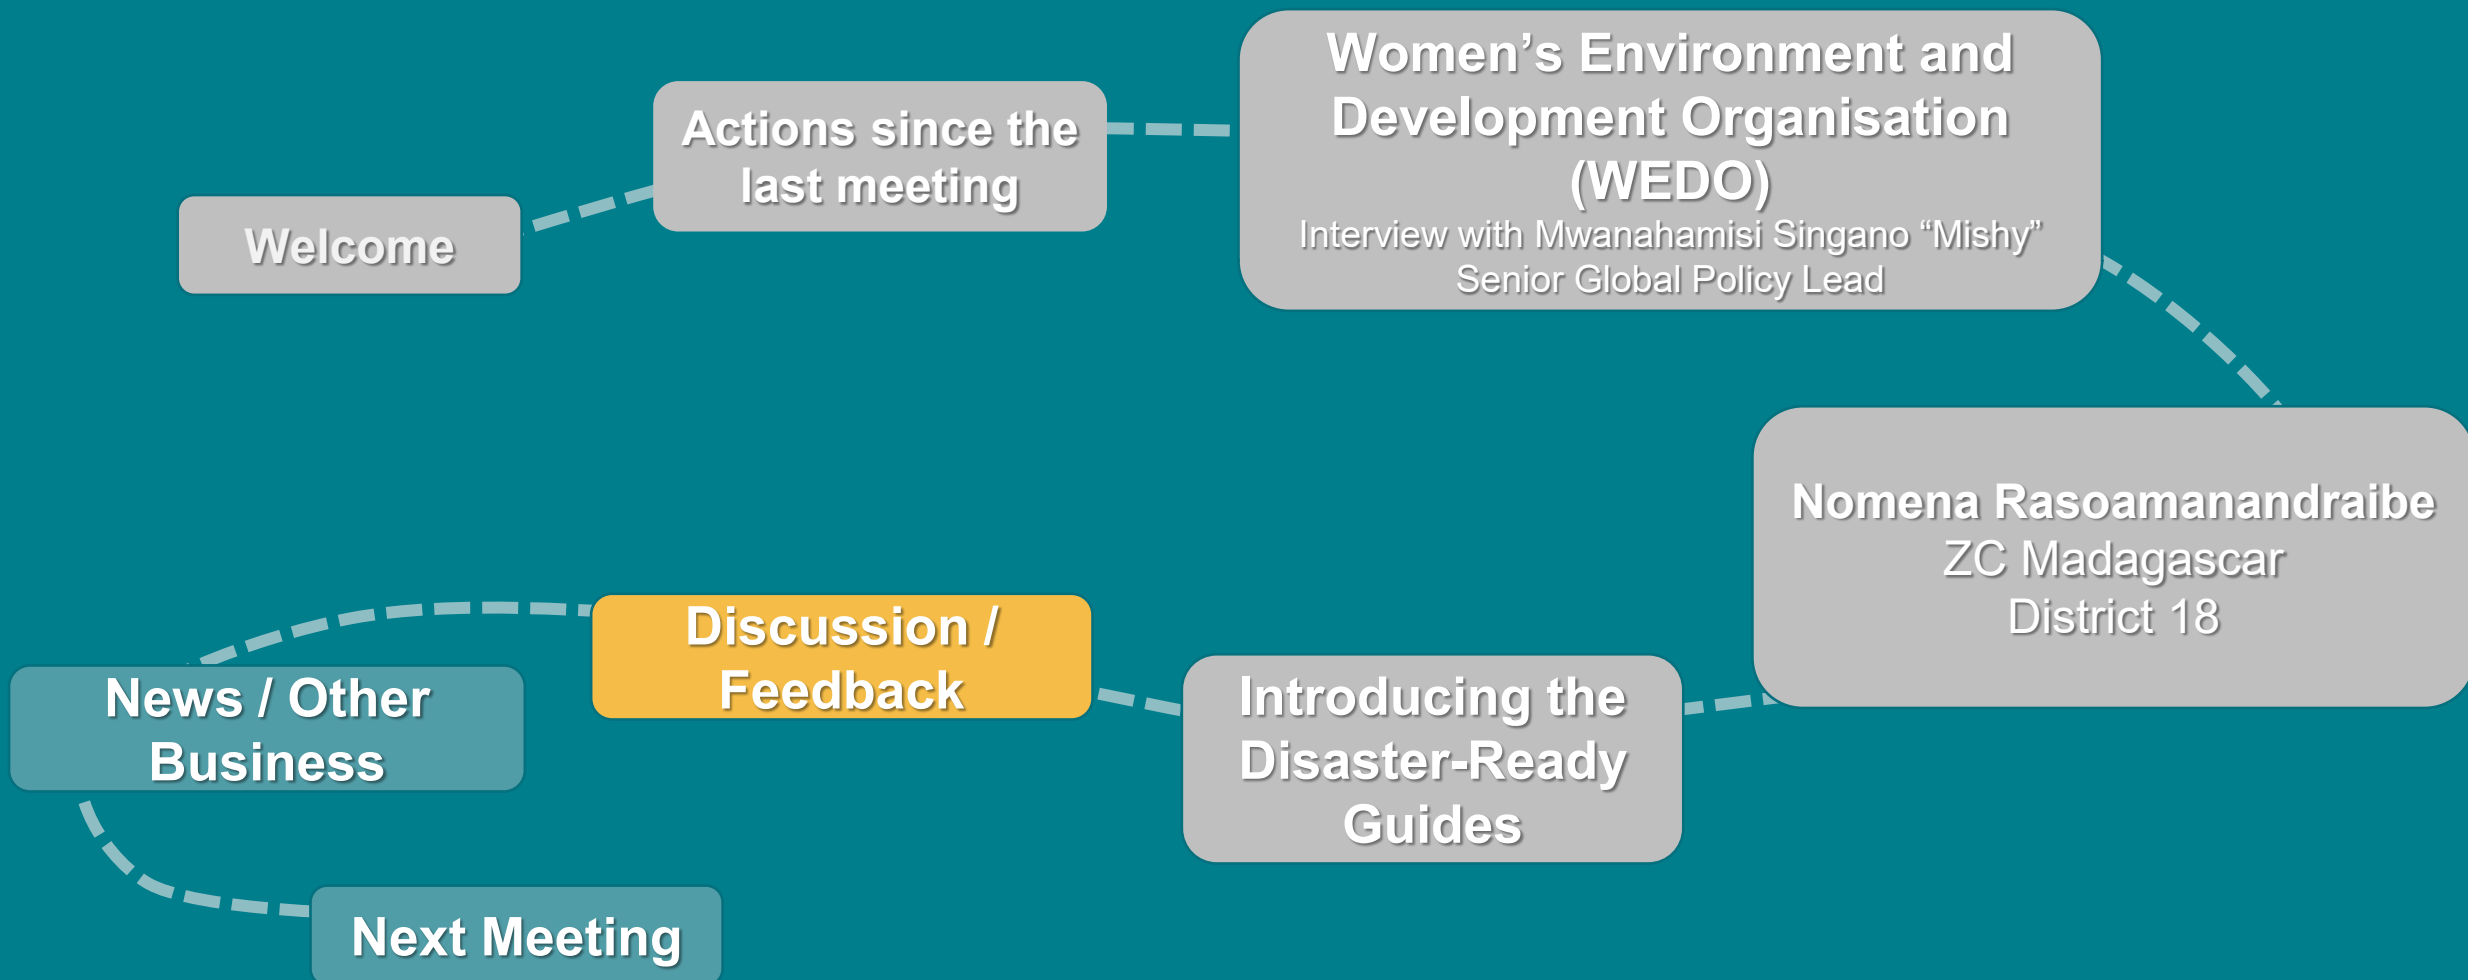 Welcome
Actions since the
last meeting
Women’s Environment and
Development Organisation
(WEDO)
Interview with Mwanahamisi Singano “Mishy”
Senior Global Policy Lead
Nomena Rasoamanandraibe
ZC Madagascar
District 18
Introducing the
Disaster-Ready
Guides
Discussion /
Feedback
News / Other
Business
Next Meeting